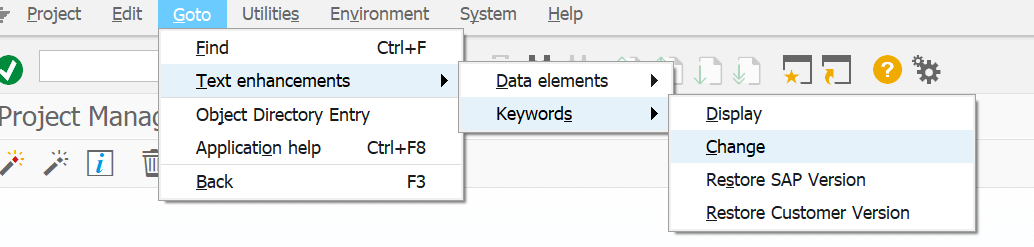 Project Edit Goto Utilities Environment System Help
Find Ctrl+F
Text enhancements Data elements
Object Directory Entry Keywords Display
Project Manag
Application help Ctrl+F8 Change
Back F3 Restore SAP Version
Restore Customer Version